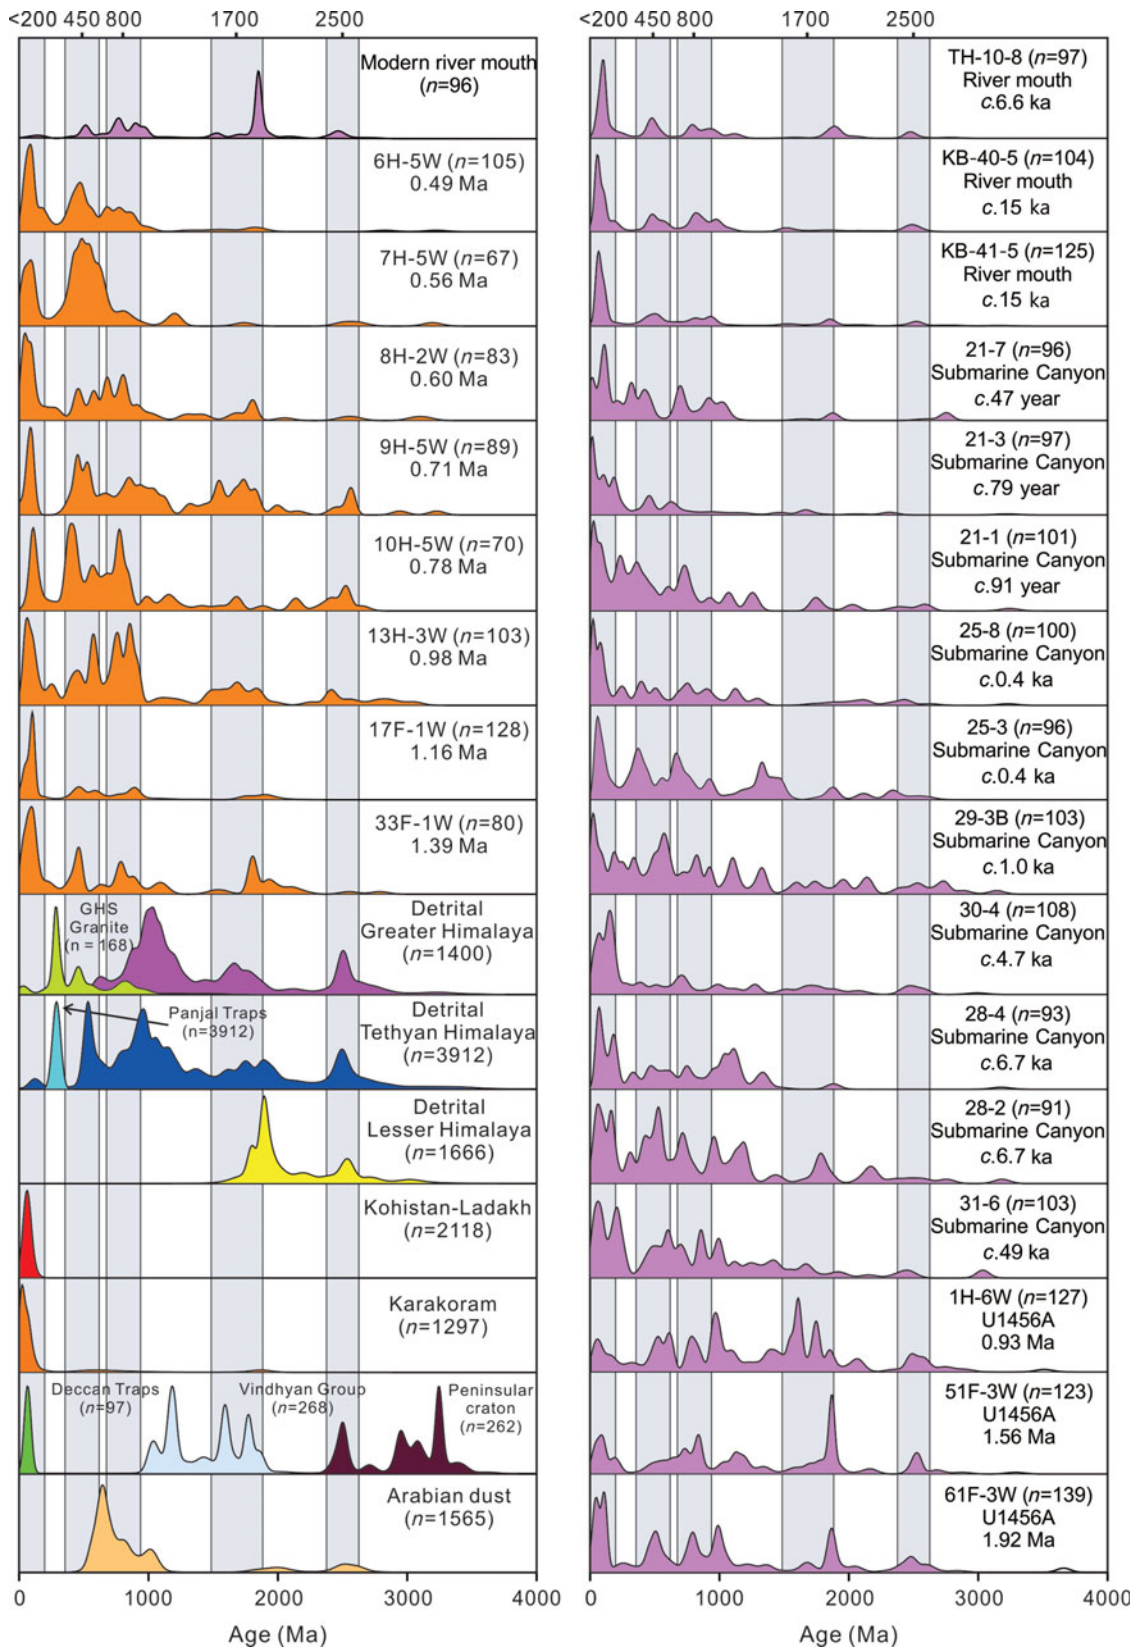 <200 450 800 1700 2500
Modern river mouth
(n=96)
6H-5W (n=105)
0.49 Ma
7H-5W (n=67)
0.56 Ma
8H-2W (n=83)
0.60 Ma
9H-5W (n=89)
0.71 Ma
10H-5W (n=70)
0.78 Ma
13H-3W (n=103)
0.98 Ma
17F-1W (n=128)
1.16 Ma
33F-1W (n=80)
1.39 Ma
GHS
Granite
(n = 168)
Detrital
Greater Himalaya
(n=1400)
Panjal Traps
(n=3912)
Detrital
Tethyan Himalaya
(n=3912)
Detrital
Lesser Himalaya
(n=1666)
Kohistan-Ladakh
(n=2118)
Karakoram
(n=1297)
Deccan Traps
(n=97)
Vindhyan Group
(n=268)
Peninsular
craton
(n=262)
Arabian dust
(n=1565)
0 1000 2000 3000 4000
Age (Ma)
<200 450 800 1700 2500
TH-10-8 (n=97)
River mouth
c.6.6 ka
KB-40-5 (n=104)
River mouth
c.15 ka
KB-41-5 (n=125)
River mouth
c.15 ka
21-7 (n=96)
Submarine Canyon
c.47 year
21-3 (n=97)
Submarine Canyon
c.79 year
21-1 (n=101)
Submarine Canyon
c.91 year
25-8 (n=100)
Submarine Canyon
c.0.4 ka
25-3 (n=96)
Submarine Canyon
c.0.4 ka
29-3B (n=103)
Submarine Canyon
c.1.0 ka
30-4 (n=108)
Submarine Canyon
c.4.7 ka
28-4 (n=93)
Submarine Canyon
c.6.7 ka
28-2 (n=91)
Submarine Canyon
c.6.7 ka
31-6 (n=103)
Submarine Canyon
c.49 ka
1H-6W (n=127)
U1456A
0.93 Ma
51F-3W (n=123)
U1456A
1.56 Ma
61F-3W (n=139)
U1456A
1.92 Ma
0 1000 2000 3000 4000
Age (Ma)